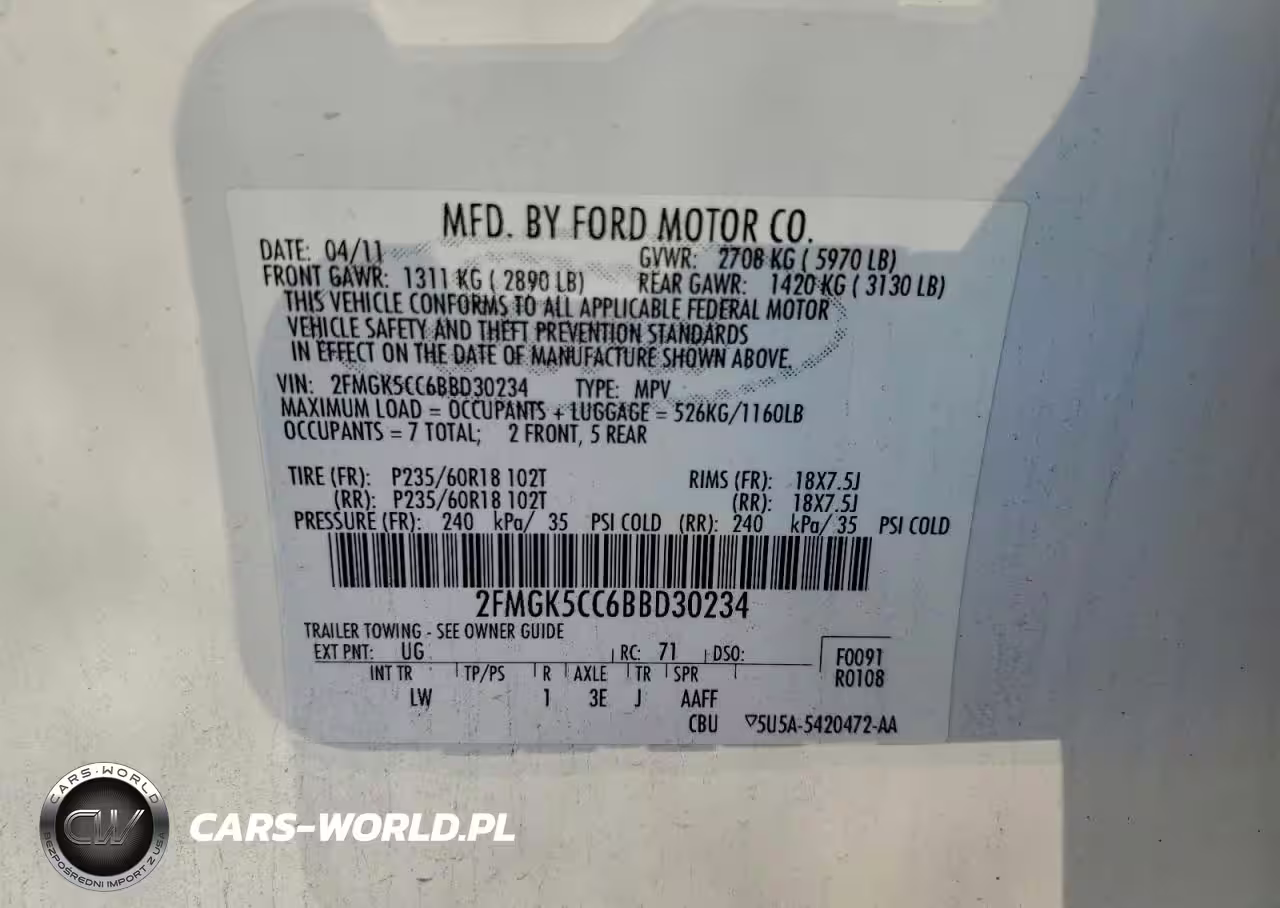 MFD. BY FORD MOTOR CO.
DATE: 04/11 GVWR: 2708 KG ( 5970 LB)
FRONT GAWR: 1311 KG ( 2890 LB) REAR GAWR: 1420 KG ( 3130 LB)
THIS VEHICLE CONFORMS TO ALL APPLICABLE FEDERAL MOTOR
VEHICLE SAFETY AND THEFT PREVENTION STANDARDS
IN EFFECT ON THE DATE OF MANUFACTURE SHOWN ABOVE.
VIN: 2FMGK5CC6BBD30234 TYPE: MPV
MAXIMUM LOAD = OCCUPANTS + LUGGAGE = 526KG/1160LB
OCCUPANTS = 7 TOTAL; 2 FRONT, 5 REAR
TIRE (FR): P235/60R18 102T RIMS (FR): 18X7.5J
(RR): P235/60R18 102T (RR): 18X7.5J
PRESSURE (FR): 240 kPa/ 35 PSI COLD (RR): 240 kPa/ 35 PSI COLD
2FMGK5CC6BBD30234
TRAILER TOWING - SEE OWNER GUIDE
EXT PNT: UG RC: 71 DSO: F0091
INT TR TP/PS R AXLE TR SPR R0108
LW 1 3E J AAFF
CBU 5U5A-5420472-AA
CARS-WORLD
CW
BEZPOŚREDNI IMPORT Z USA
CARS-WORLD.PL